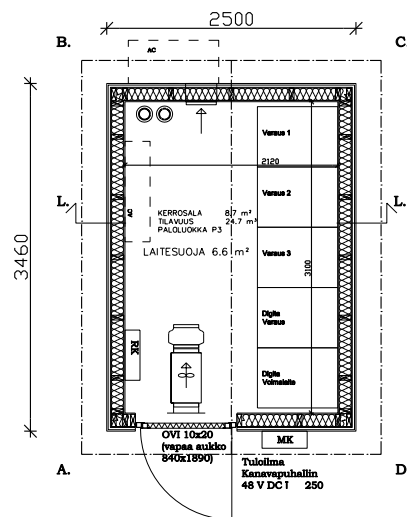 2500
B.
C
AC
Varaus 1
2120
Varaus 2
KERROSALA 8.7 m²
TILAVUUS 24.7 m³
PALOLUOKKA P3
L.
L.
OV
LAITESUOJA 6.6 m²
Varaus 3
3460
3100
Digita
Varaus
RK
Digita
Voimalaite
OVI 10x20
(vapaa aukko
840x1890)
MK
A.
D
Tuloilma
Kanavapuhallin
48 V DC I 250